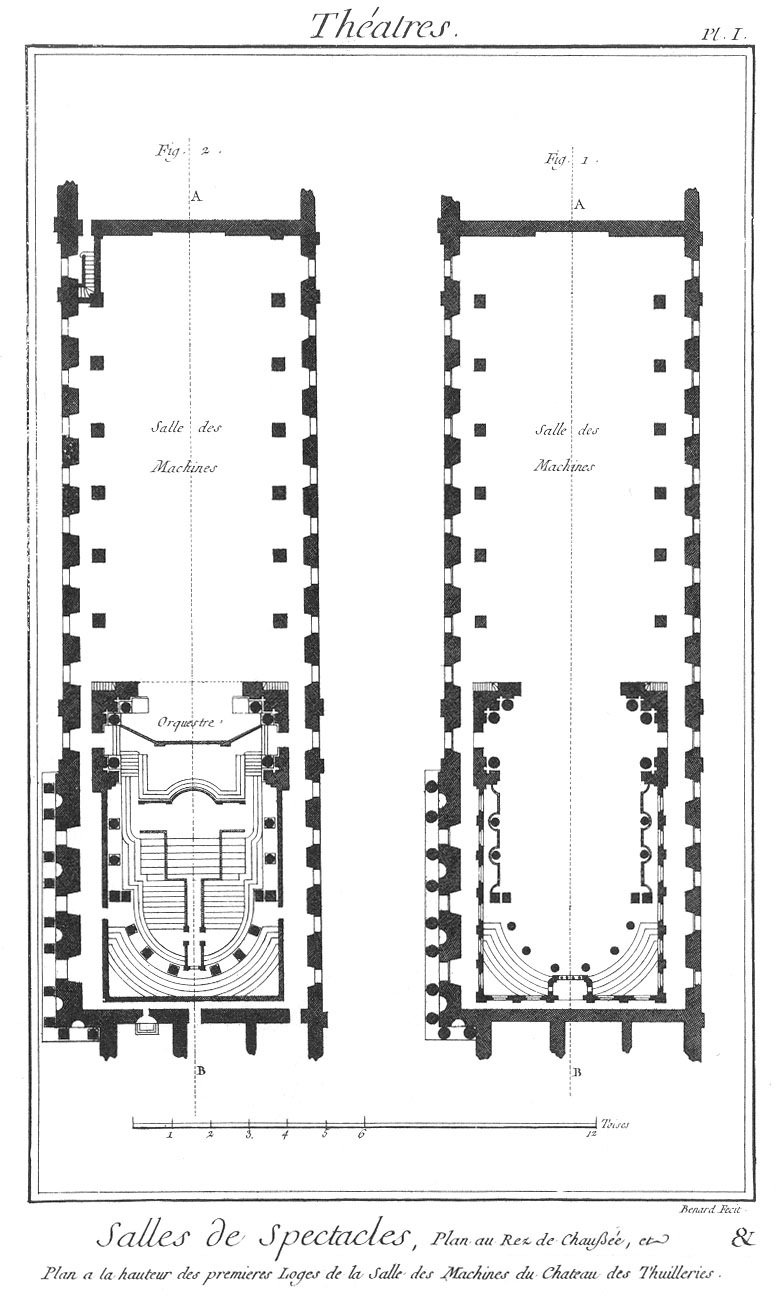 Théatres.
Pl. I.
Fig. 2.
Fig. 1.
A
A
Salle des
Machines
Salle des
Machines
Orquestre
B
B
1 2 3 4 5 6 12 Toises
Benard Fecit
Salles de Spectacles, Plan au Rez de Chaussée, et &
Plan a la hauteur des premieres Loges de la Salle des Machines du Chateau des Thuilleries.